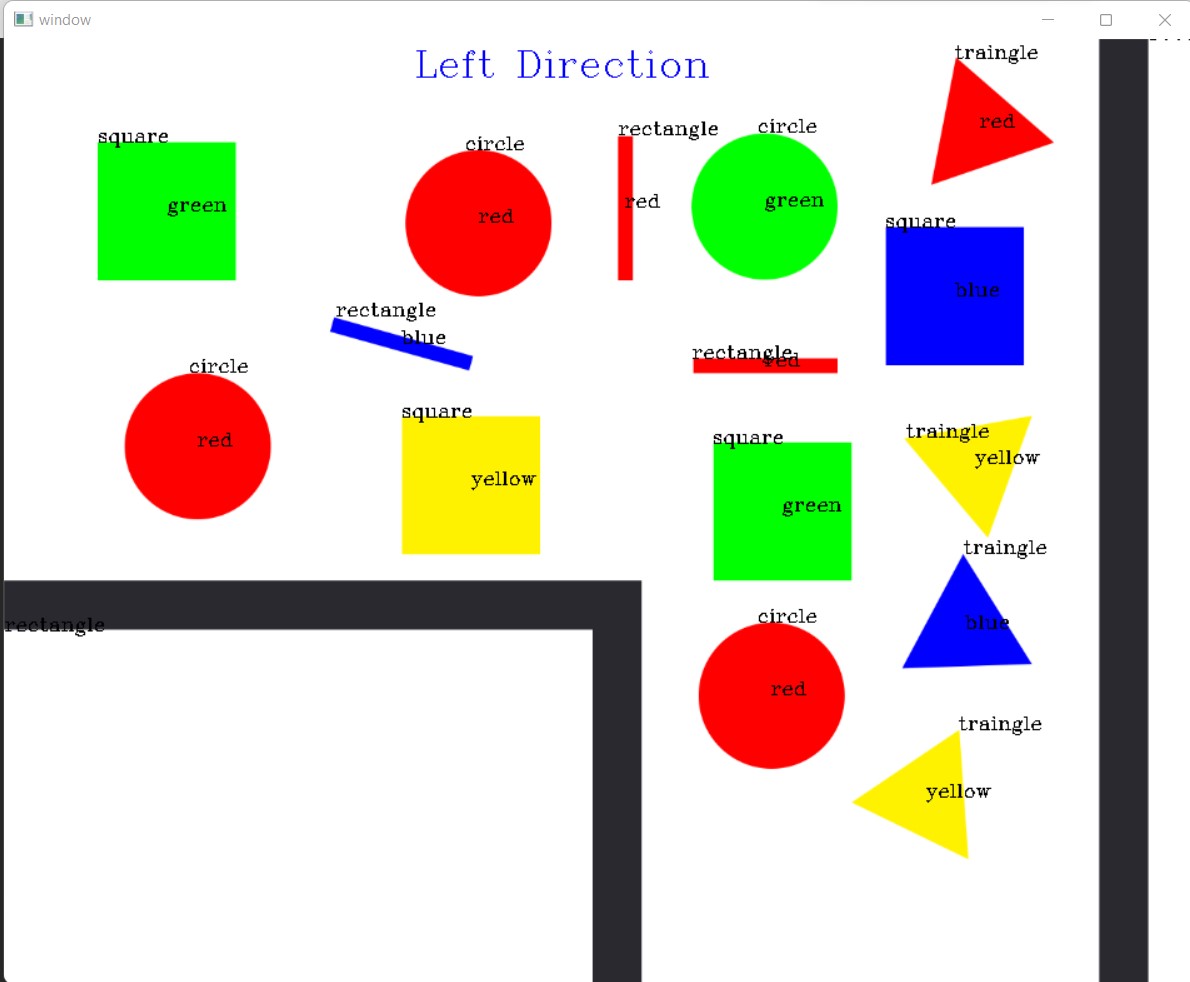 window
Left Direction
traingle
red
square
green
circle
red
rectangle
red
circle
green
square
blue
rectangle
blue
rectangle
red
circle
red
square
yellow
square
green
traingle
yellow
traingle
blue
rectangle
circle
red
traingle
yellow